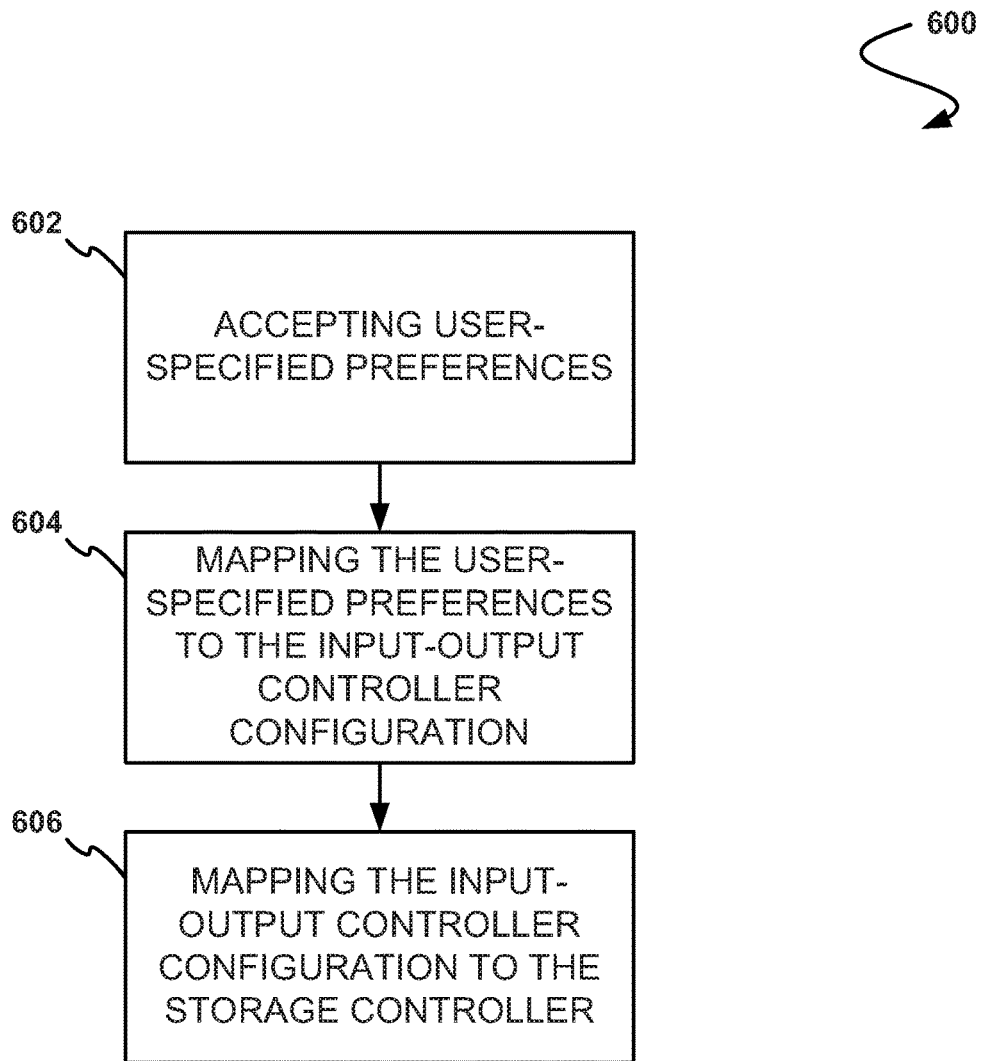 600
602
ACCEPTING USER-
SPECIFIED PREFERENCES
604
MAPPING THE USER-
SPECIFIED PREFERENCES
TO THE INPUT-OUTPUT
CONTROLLER
CONFIGURATION
606
MAPPING THE INPUT-
OUTPUT CONTROLLER
CONFIGURATION TO THE
STORAGE CONTROLLER